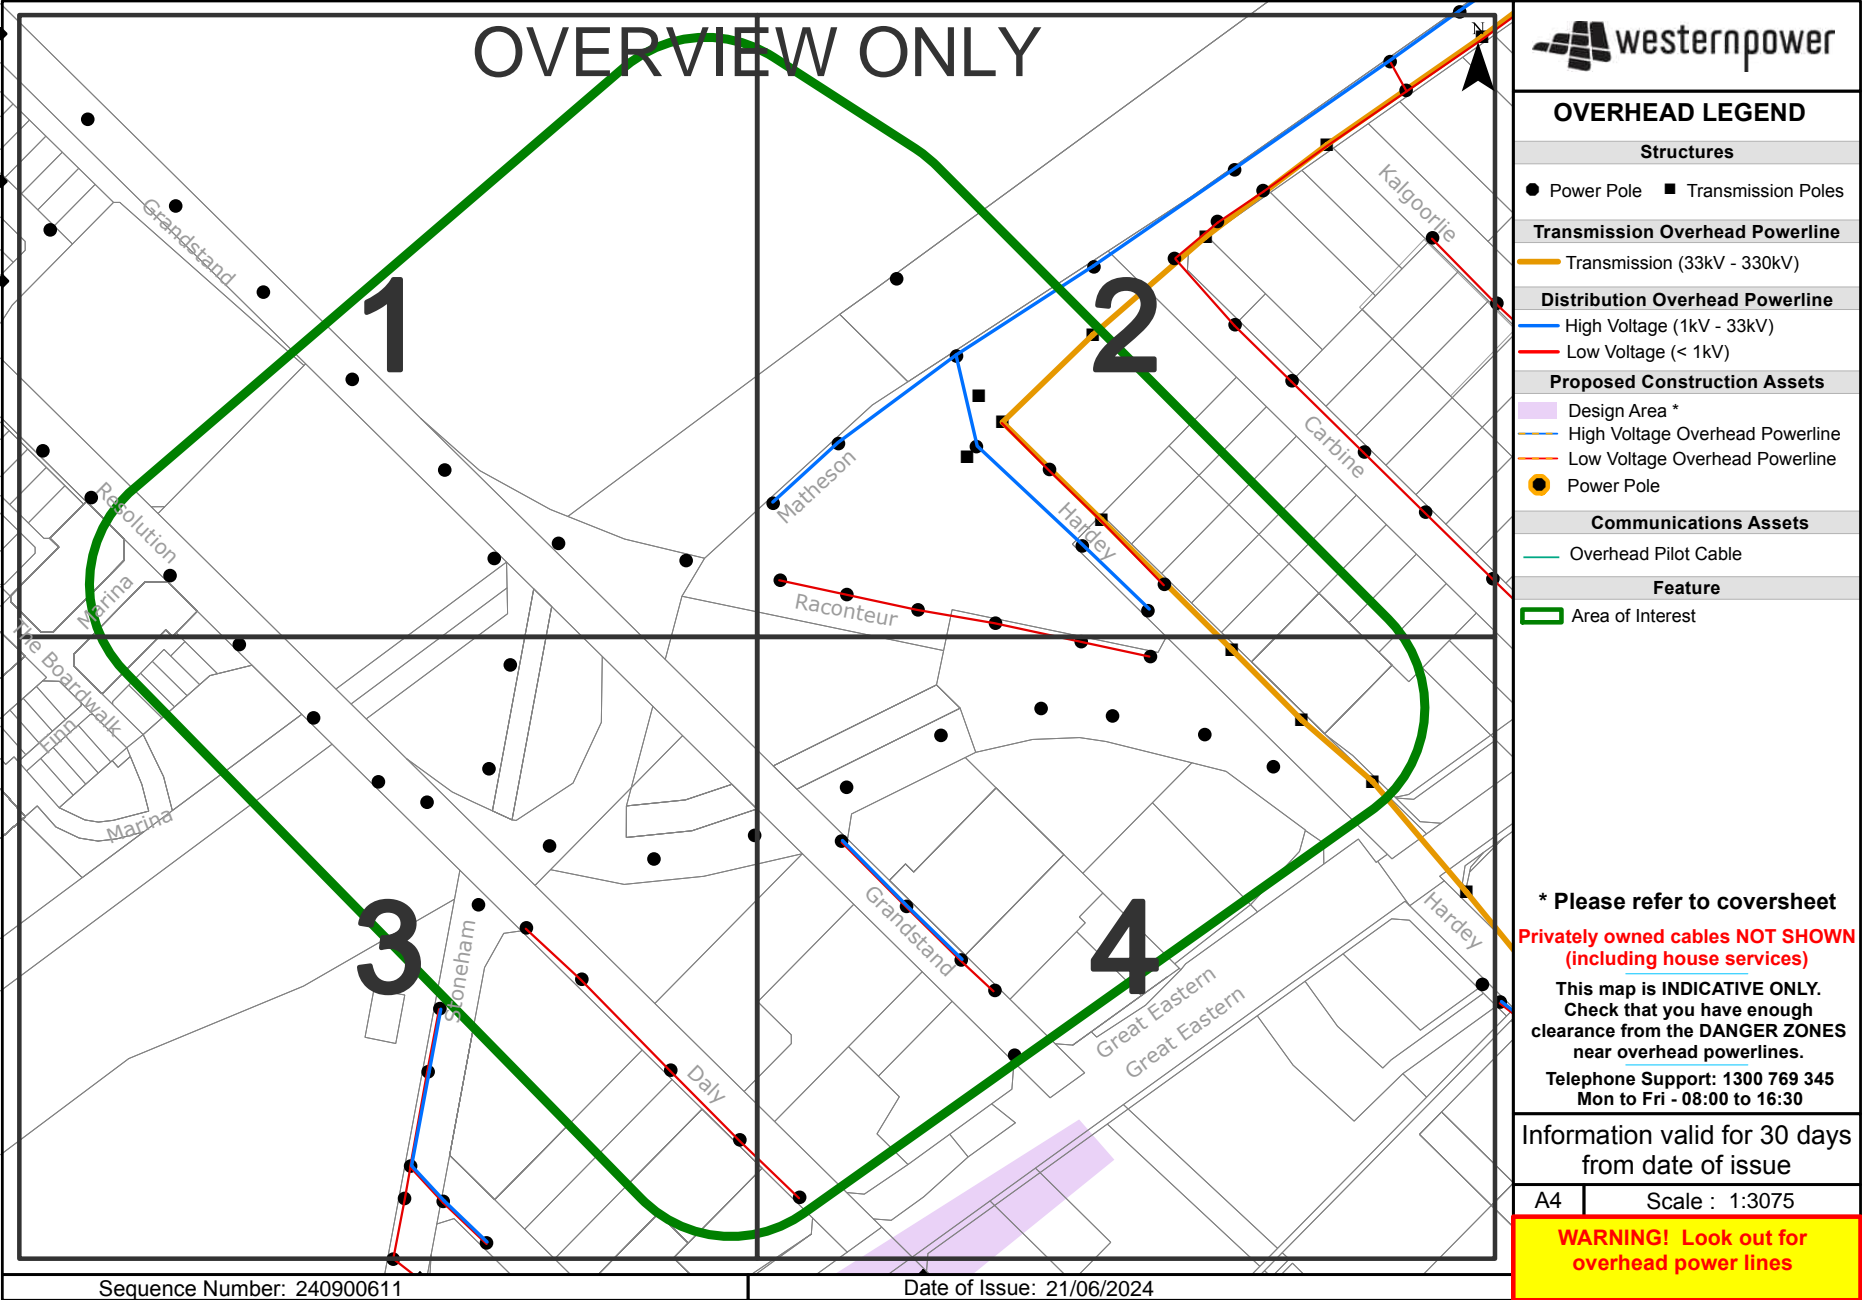 OVERVIEW ONLY
N
1
2
3
4
Grandstand
Kalgoorlie
Carbine
Matheson
Hardey
Resolution
Marina
The Boardwalk
Finn
Marina
Raconteur
Stoneham
Grandstand
Daly
Great Eastern
Great Eastern
Hardey
westernpower
OVERHEAD LEGEND
Structures
Power Pole
Transmission Poles
Transmission Overhead Powerline
Transmission (33kV - 330kV)
Distribution Overhead Powerline
High Voltage (1kV - 33kV)
Low Voltage (< 1kV)
Proposed Construction Assets
Design Area *
High Voltage Overhead Powerline
Low Voltage Overhead Powerline
Power Pole
Communications Assets
Overhead Pilot Cable
Feature
Area of Interest
* Please refer to coversheet
Privately owned cables NOT SHOWN
(including house services)
This map is INDICATIVE ONLY.
Check that you have enough
clearance from the DANGER ZONES
near overhead powerlines.
Telephone Support: 1300 769 345
Mon to Fri - 08:00 to 16:30
Information valid for 30 days
from date of issue
A4
Scale : 1:3075
WARNING! Look out for
overhead power lines
Sequence Number: 240900611
Date of Issue: 21/06/2024